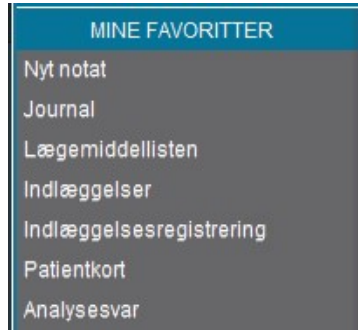 MINE FAVORITTER
Nyt notat
Journal
Lægemiddellisten
Indlæggelser
Indlæggelsesregistrering
Patientkort
Analysesvar